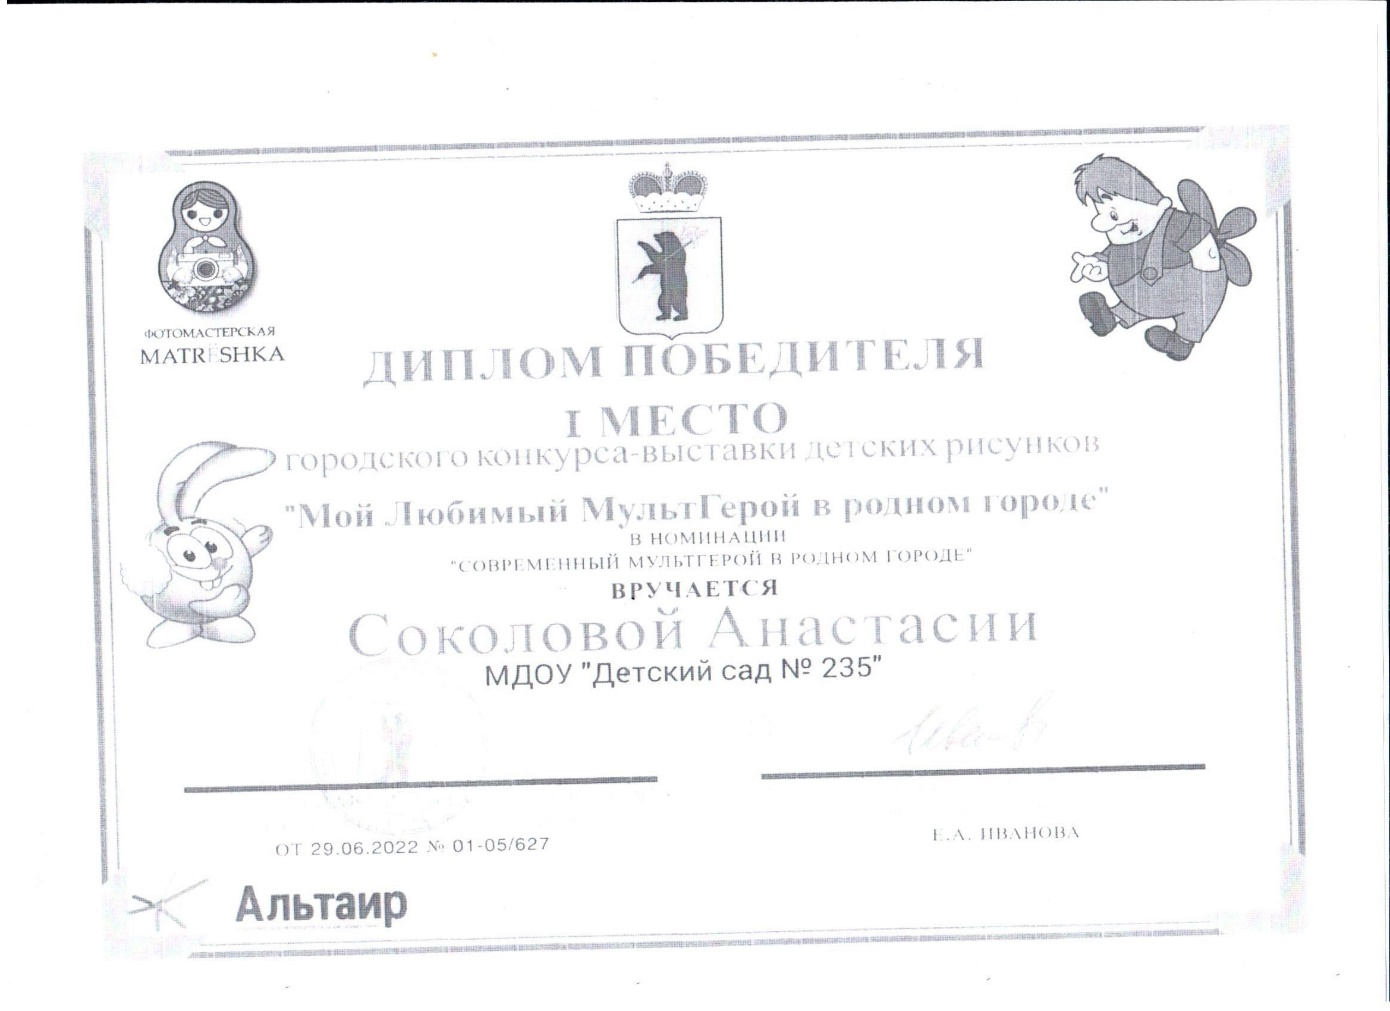 ФОТОМАСТЕРСКАЯ
MATRЁSHKA
ДИПЛОМ ПОБЕДИТЕЛЯ
I МЕСТО
городского конкурса-выставки детских рисунков
"Мой Любимый МультГерой в родном городе"
В НОМИНАЦИИ
"СОВРЕМЕННЫЙ МУЛЬТГЕРОЙ В РОДНОМ ГОРОДЕ"
ВРУЧАЕТСЯ
Соколовой Анастасии
МДОУ "Детский сад № 235"
ОТ 29.06.2022 № 01-05/627
Е.А. ИВАНОВА
Альтаир